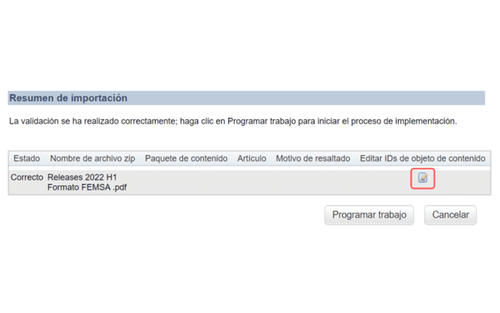 Resumen de importación
La validación se ha realizado correctamente; haga clic en Programar trabajo para iniciar el proceso de implementación.
Estado Nombre de archivo zip Paquete de contenido Artículo Motivo de resaltado Editar IDs de objeto de contenido
Correcto Releases 2022 H1
Formato FEMSA .pdf
Programar trabajo Cancelar